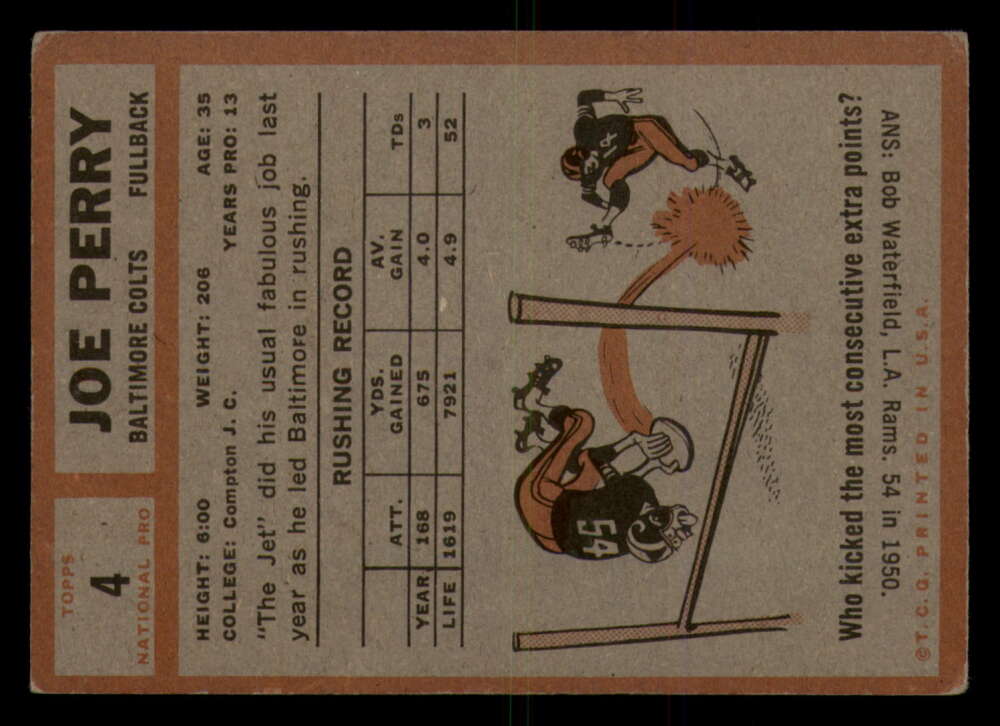 TOPPS
4
NATIONAL PRO
JOE PERRY
BALTIMORE COLTS FULLBACK
HEIGHT: 6:00 WEIGHT: 206 AGE: 35
COLLEGE: Compton J. C. YEARS PRO: 13
"The Jet" did his usual fabulous job last
year as he led Baltimore in rushing.
RUSHING RECORD
ATT. YDS. GAINED AV. GAIN TDs
YEAR 168 675 4.0 3
LIFE 1619 7921 4.9 52
54
14
Who kicked the most consecutive extra points?
ANS: Bob Waterfield, L.A. Rams. 54 in 1950.
©T.C.G. PRINTED IN U.S.A.